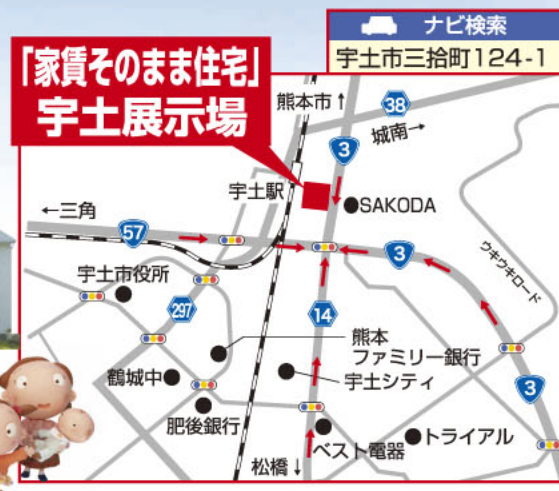 ナビ検索
宇土市三拾町124-1
「家賃そのまま住宅」
宇土展示場
熊本市↑
38
城南→
3
宇土駅
SAKODA
←三角
57
3
ウキウキロード
宇土市役所
297
14
熊本
ファミリー銀行
鶴城中
宇土シティ
3
肥後銀行
ベスト電器
トライアル
松橋↓